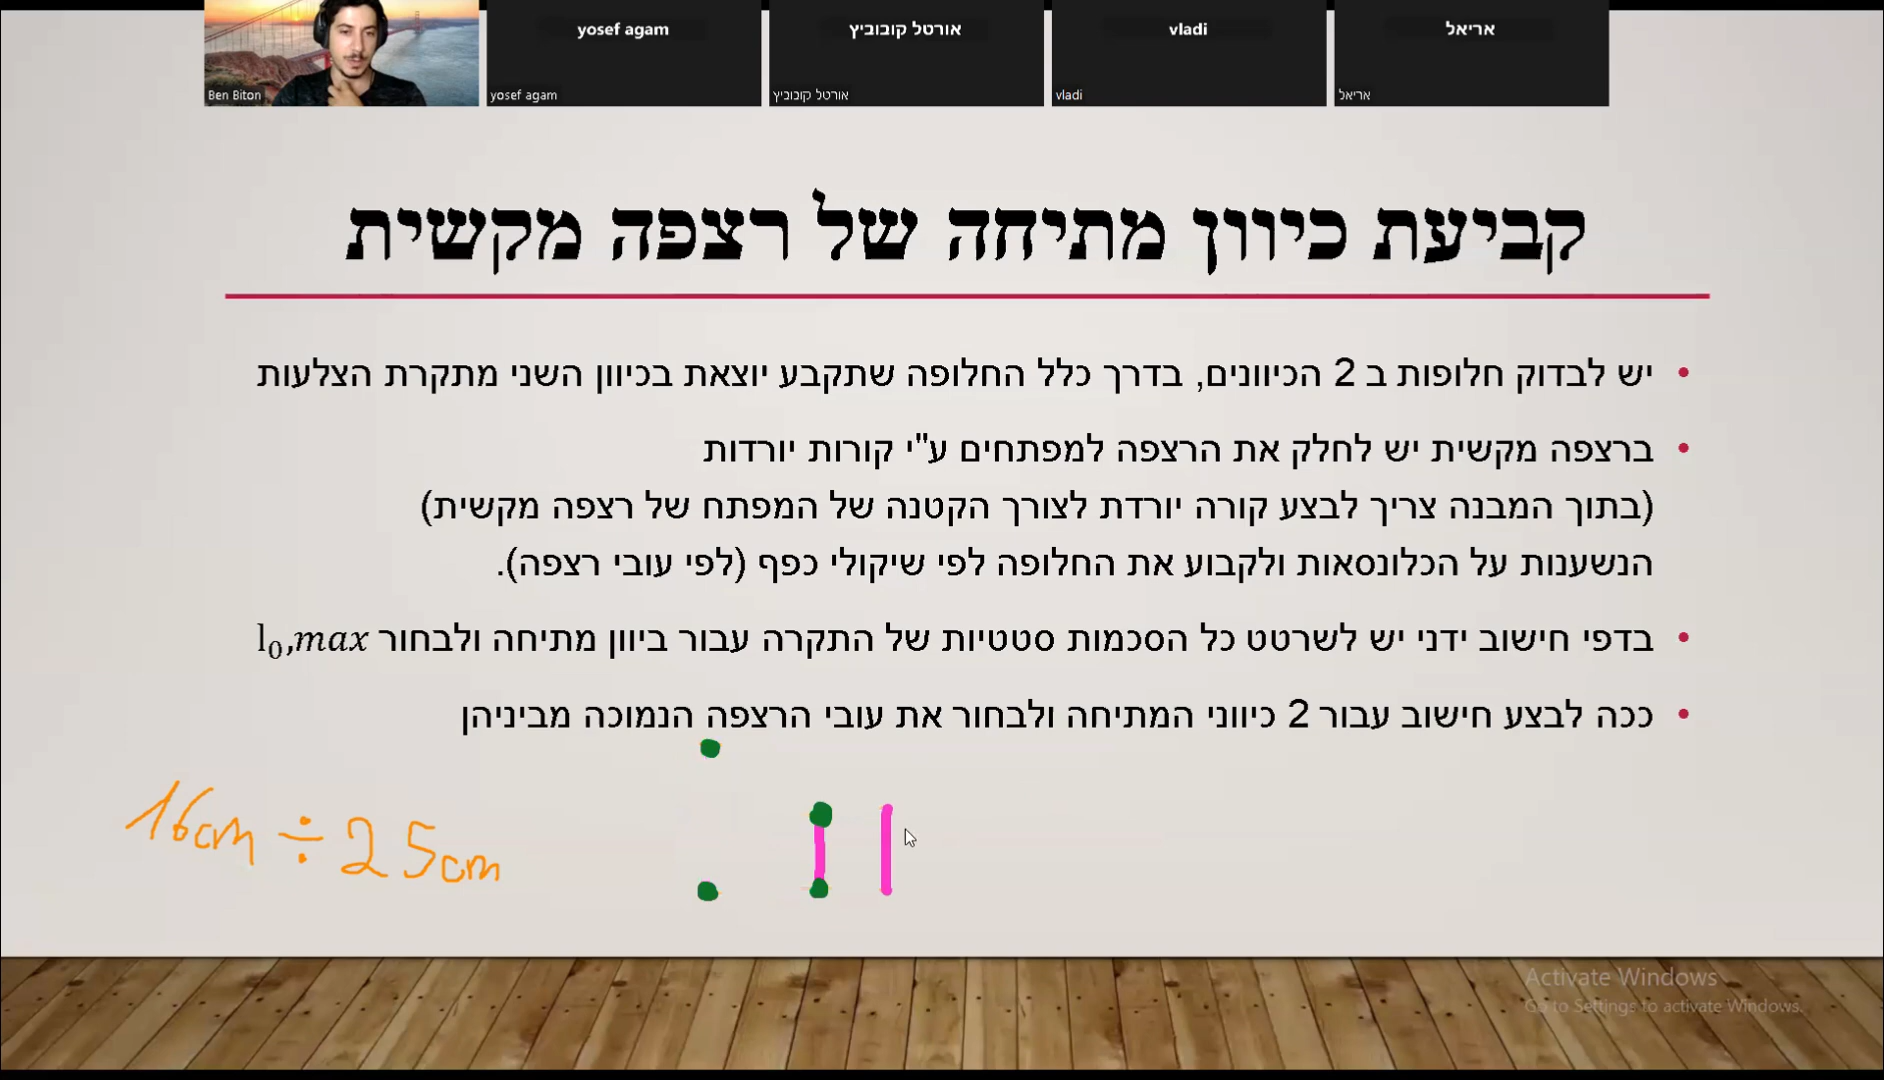 yosef agam
אורטל קובוביץ
vladi
אריאל
Ben Biton
yosef agam
אורטל קובוביץ
vladi
אריאל
קביעת כיוון מתיחה של רצפה מקשית
• יש לבדוק חלופות ב 2 הכיוונים, בדרך כלל החלופה שתקבע יוצאת בכיוון השני מתקרת הצלעות
• ברצפה מקשית יש לחלק את הרצפה למפתחים ע"י קורות יורדות
(בתוך המבנה צריך לבצע קורה יורדת לצורך הקטנה של המפתח של רצפה מקשית)
הנשענות על הכלונסאות ולקבוע את החלופה לפי שיקולי כפף (לפי עובי רצפה).
• בדפי חישוב ידני יש לשרטט כל הסכמות סטטיות של התקרה עבור ביוון מתיחה ולבחור l₀,max
• ככה לבצע חישוב עבור 2 כיווני המתיחה ולבחור את עובי הרצפה הנמוכה מביניהן
16cm ÷ 25cm
Activate Windows
Go to Settings to activate Windows.